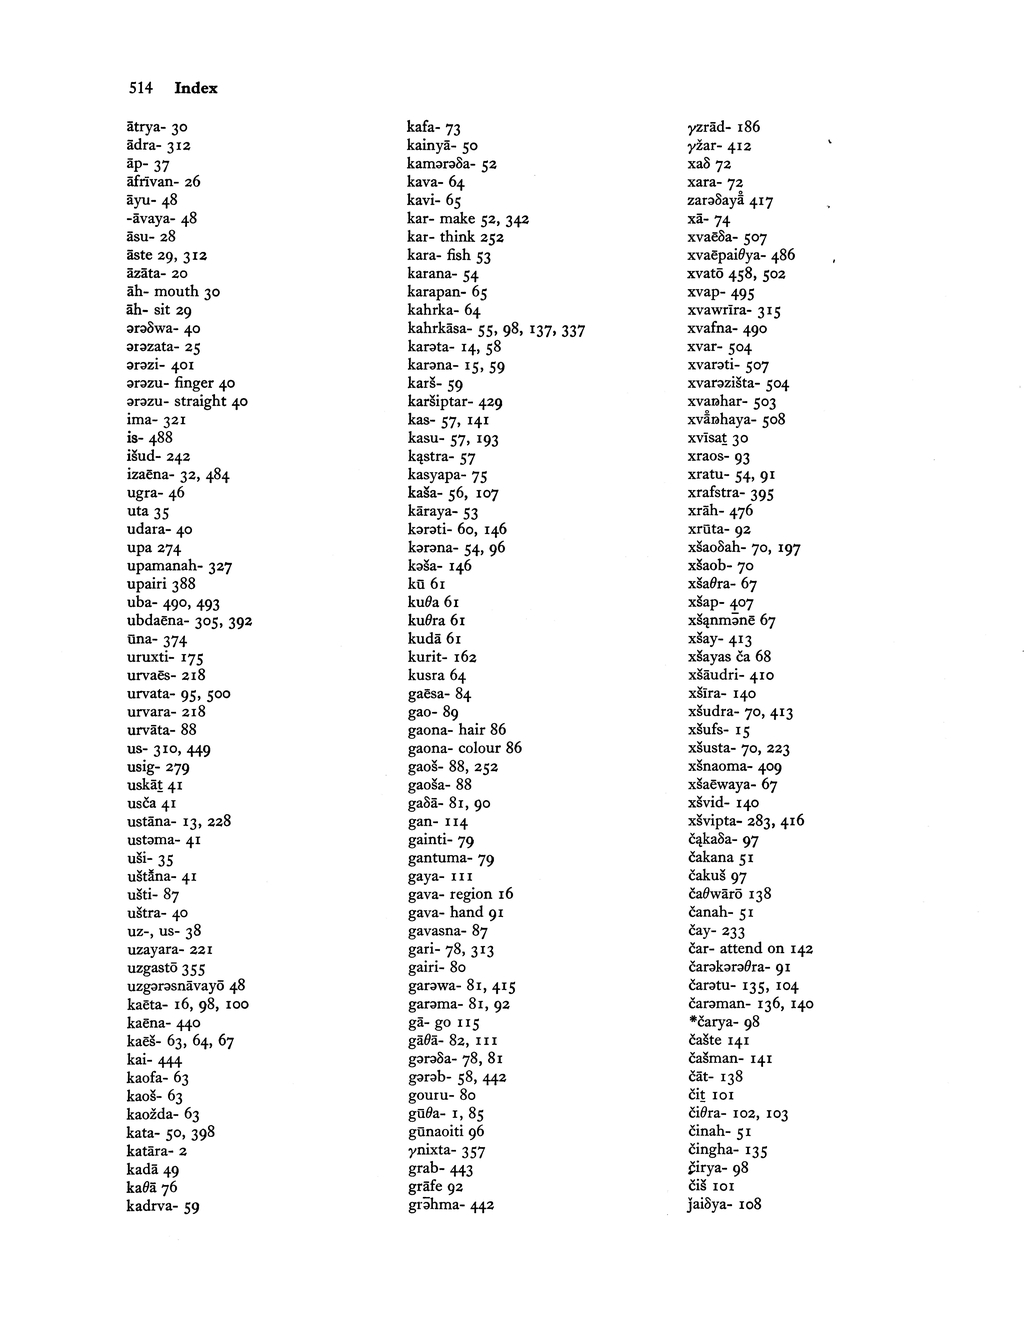 514 Index
ātrya- 30
ādra- 312
āp- 37
āfrīvan- 26
āyu- 48
-āvaya- 48
āsu- 28
āste 29, 312
āzāta- 20
āh- mouth 30
āh- sit 29
ərəδwa- 40
ərəzata- 25
ərəzi- 401
ərəzu- finger 40
ərəzu- straight 40
ima- 321
is- 488
išud- 242
izaēna- 32, 484
ugra- 46
uta 35
udara- 40
upa 274
upamanah- 327
upairi 388
uba- 490, 493
ubdaēna- 305, 392
ūna- 374
uruxti- 175
urvaēs- 218
urvata- 95, 500
urvara- 218
urvāta- 88
us- 310, 449
usig- 279
uskāt̰ 41
usča 41
ustāna- 13, 228
ustəma- 41
uši- 35
uštāna- 41
ušti- 87
uštra- 40
uz-, us- 38
uzayara- 221
uzgastō 355
uzgərəsnāvayō 48
kaēta- 16, 98, 100
kaēna- 440
kaēš- 63, 64, 67
kai- 444
kaofa- 63
kaoš- 63
kaožda- 63
kata- 50, 398
katāra- 2
kadā 49
kaθā 76
kadrva- 59
kafa- 73
kainyā- 50
kamərəδa- 52
kava- 64
kavi- 65
kar- make 52, 342
kar- think 252
kara- fish 53
karana- 54
karapan- 65
kahrka- 64
kahrkāsa- 55, 98, 137, 337
karəta- 14, 58
karəna- 15, 59
karš- 59
karšiptar- 429
kas- 57, 141
kasu- 57, 193
kąstra- 57
kasyapa- 75
kaša- 56, 107
kāraya- 53
kərəti- 60, 146
kərəna- 54, 96
kəša- 146
kū 61
kuθa 61
kuθra 61
kudā 61
kurit- 162
kusra 64
gaēsa- 84
gao- 89
gaona- hair 86
gaona- colour 86
gaoš- 88, 252
gaoša- 88
gaδā- 81, 90
gan- 114
gainti- 79
gantuma- 79
gaya- 111
gava- region 16
gava- hand 91
gavasna- 87
gari- 78, 313
gairi- 80
garəwa- 81, 415
garəma- 81, 92
gā- go 115
gāθā- 82, 111
gərəδa- 78, 81
gərəb- 58, 442
gouru- 80
gūθa- 1, 85
gūnaoiti 96
γnixta- 357
grab- 443
grāfe 92
grə̄hma- 442
γzrād- 186
γžar- 412
xaδ 72
xara- 72
zarəδayā̊ 417
xā- 74
xvaēδa- 507
xvaēpaiθya- 486
xvatō 458, 502
xvap- 495
xvawrīra- 315
xvafna- 490
xvar- 504
xvarəti- 507
xvarəzišta- 504
xvaŋhar- 503
xvā̊ŋhaya- 508
xvīsat̰ 30
xraos- 93
xratu- 54, 91
xrafstra- 395
xrāh- 476
xrūta- 92
xšaoδah- 70, 197
xšaob- 70
xšaθra- 67
xšap- 407
xšąnmə̄nē 67
xšay- 413
xšayas ča 68
xšāudri- 410
xšīra- 140
xšudra- 70, 413
xšufs- 15
xšusta- 70, 223
xšnaoma- 409
xšaēwaya- 67
xšvid- 140
xšvipta- 283, 416
čąkaδa- 97
čakana 51
čakuš 97
čaθwārō 138
čanah- 51
čay- 233
čar- attend on 142
čarəkərəθra- 91
čarətu- 135, 104
čarəman- 136, 140
*čarya- 98
čašte 141
čašman- 141
čāt- 138
čit̰ 101
čiθra- 102, 103
činah- 51
čingha- 135
čirya- 98
čiš 101
ǰaiδya- 108